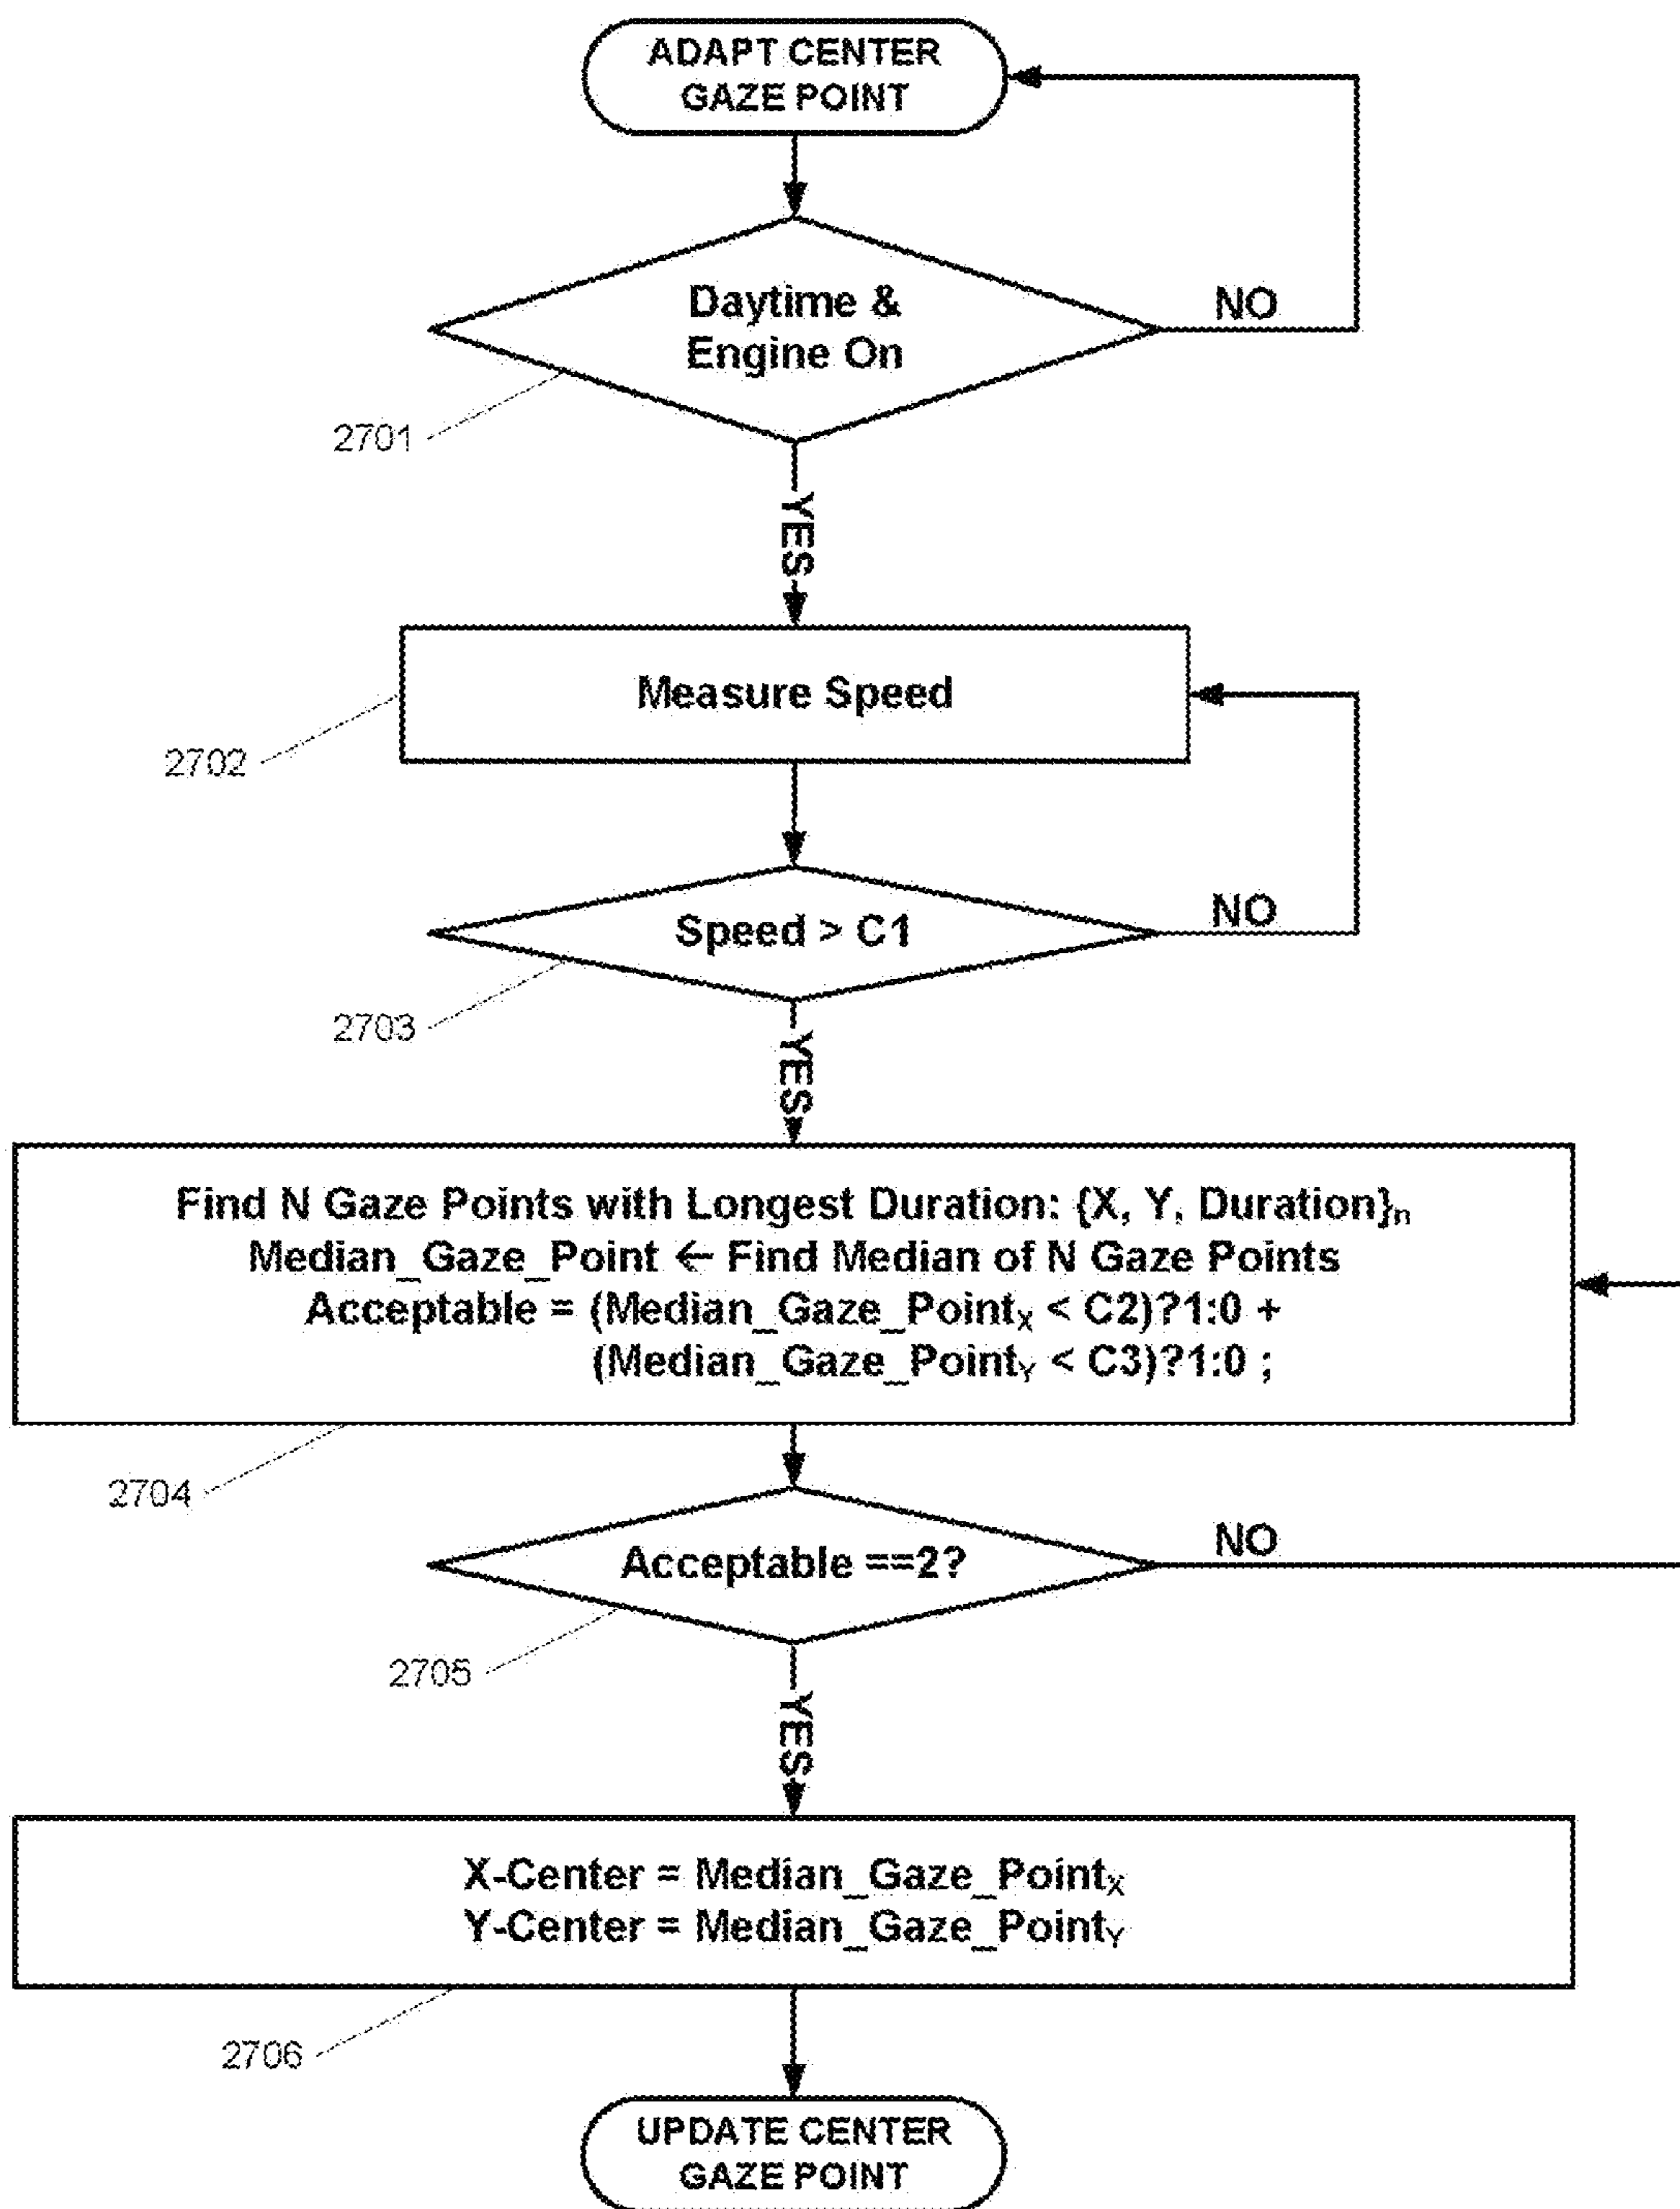 ADAPT CENTER
GAZE POINT
Daytime &
Engine On
NO
2701
YES
Measure Speed
2702
Speed > C1
NO
2703
YES
Find N Gaze Points with Longest Duration: {X, Y, Duration}n
Median_Gaze_Point ← Find Median of N Gaze Points
Acceptable = (Median_Gaze_PointX < C2)?1:0 +
(Median_Gaze_PointY < C3)?1:0 ;
2704
Acceptable ==2?
NO
2705
YES
X-Center = Median_Gaze_PointX
Y-Center = Median_Gaze_PointY
2706
UPDATE CENTER
GAZE POINT